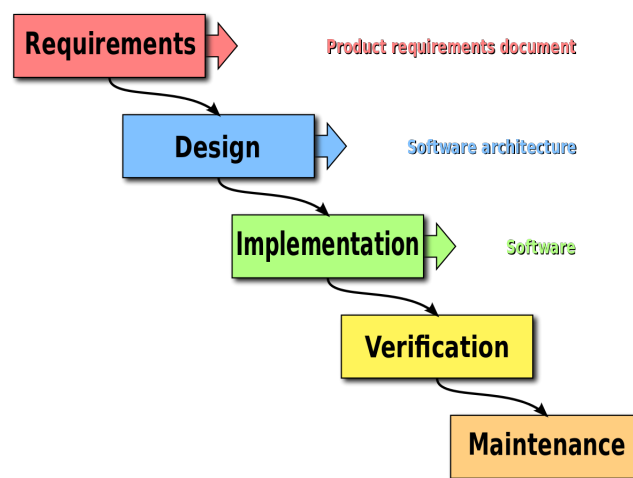 Requirements
Product requirements document
Design
Software architecture
Implementation
Software
Verification
Maintenance